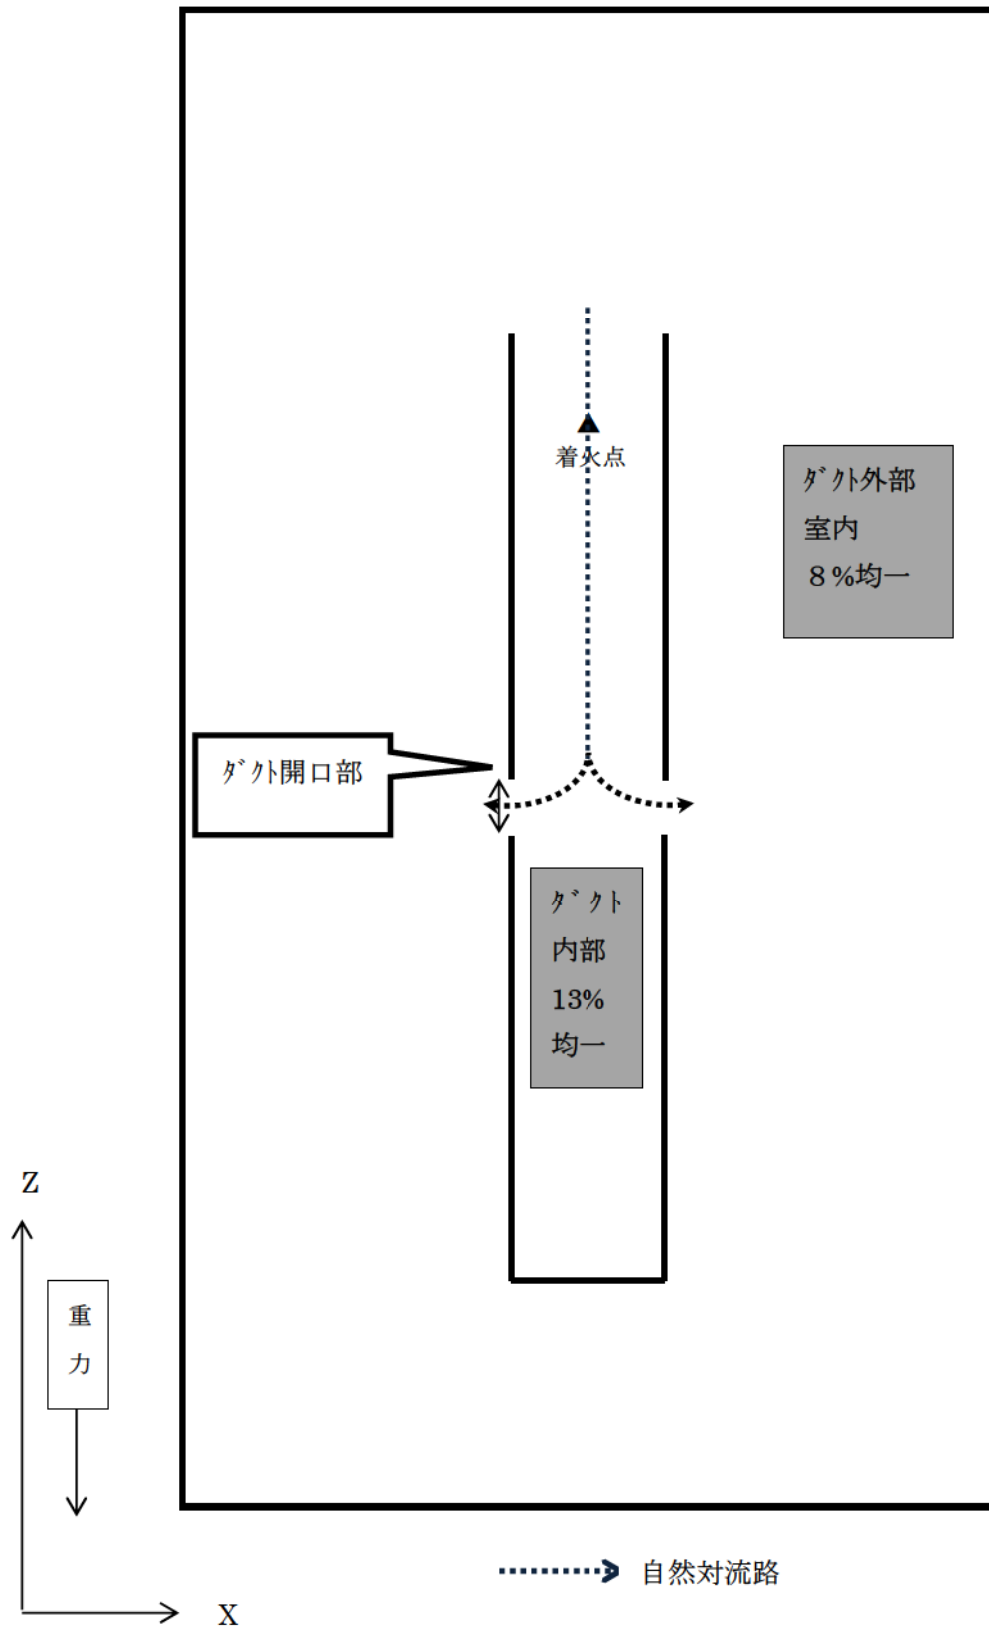 着火点
ﾀﾞｸﾄ外部
室内
８%均一
ﾀﾞｸﾄ開口部
ﾀﾞｸﾄ
内部
13%
均一
Z
重
力
X
自然対流路